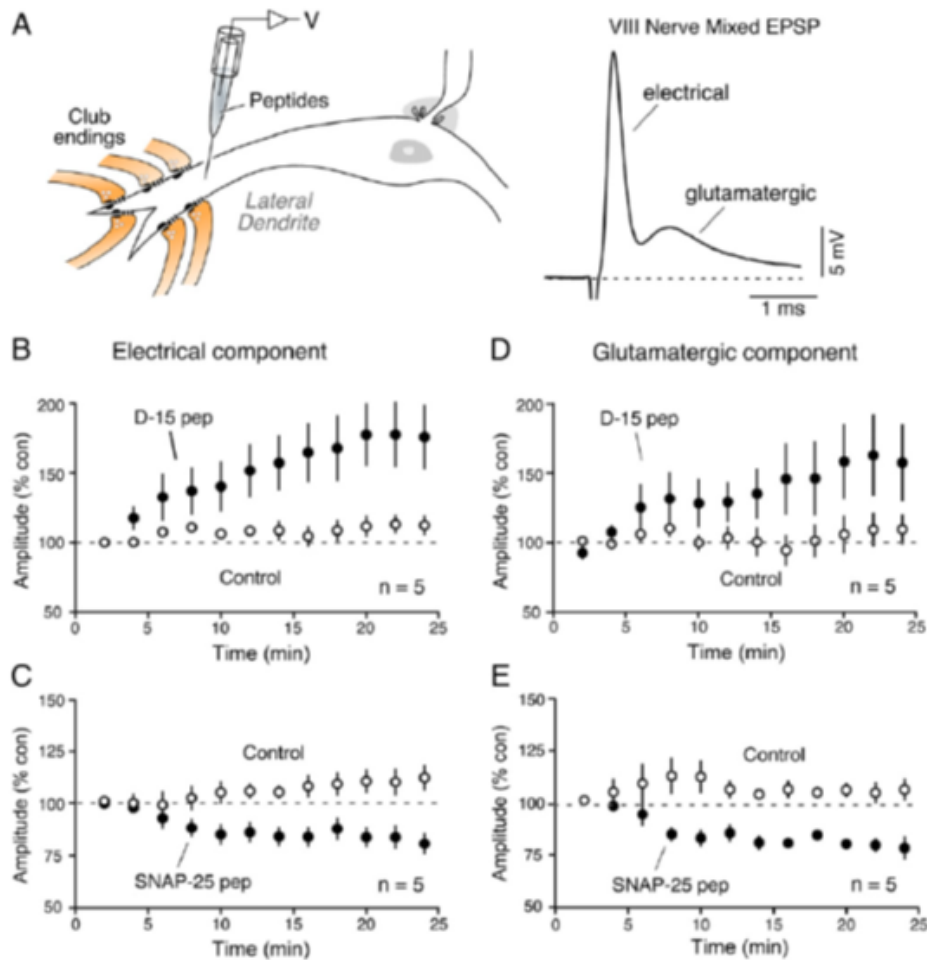 A
V
VIII Nerve Mixed EPSP
Peptides
Club
endings
Lateral
Dendrite
electrical
glutamatergic
5 mV
1 ms
B
Electrical component
Amplitude (% con)
200
150
100
50
D-15 pep
Control
n = 5
0
5
10
15
20
25
Time (min)
D
Glutamatergic component
Amplitude (% con)
200
150
100
50
D-15 pep
Control
n = 5
0
5
10
15
20
25
Time (min)
C
Amplitude (% con)
150
125
100
75
50
Control
SNAP-25 pep
n = 5
0
5
10
15
20
25
Time (min)
E
Amplitude (% con)
150
125
100
75
50
Control
SNAP-25 pep
n = 5
0
5
10
15
20
25
Time (min)